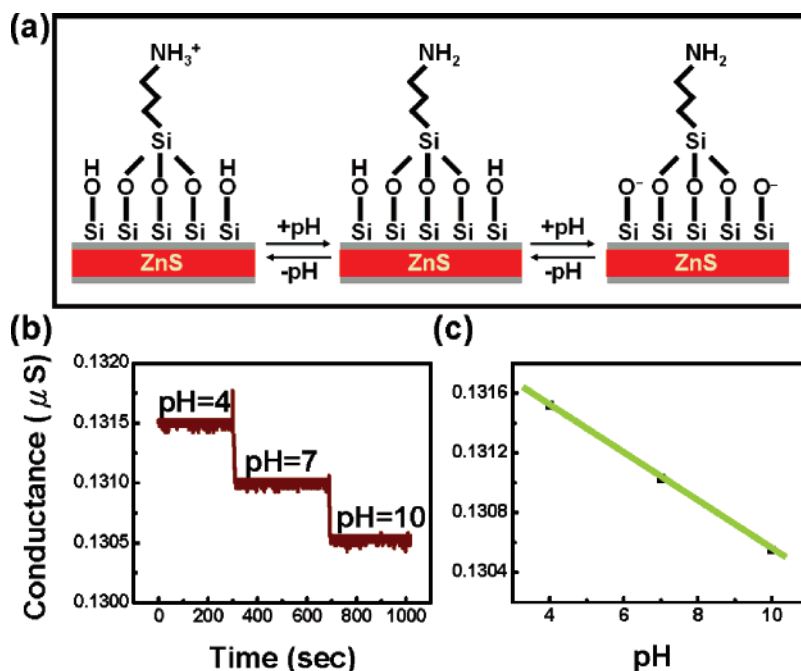 (a)
NH₃⁺ NH₂ NH₂
Si Si Si
H H H H
O O O O O O O O O O O⁻ O O O O⁻
Si Si Si Si Si +pH Si Si Si Si Si +pH Si Si Si Si Si
ZnS -pH ZnS -pH ZnS
(b)
Conductance (μS)
0.1320
0.1315
0.1310
0.1305
0.1300
pH=4
pH=7
pH=10
0 200 400 600 800 1000
Time (sec)
(c)
0.1316
0.1312
0.1308
0.1304
4 6 8 10
pH